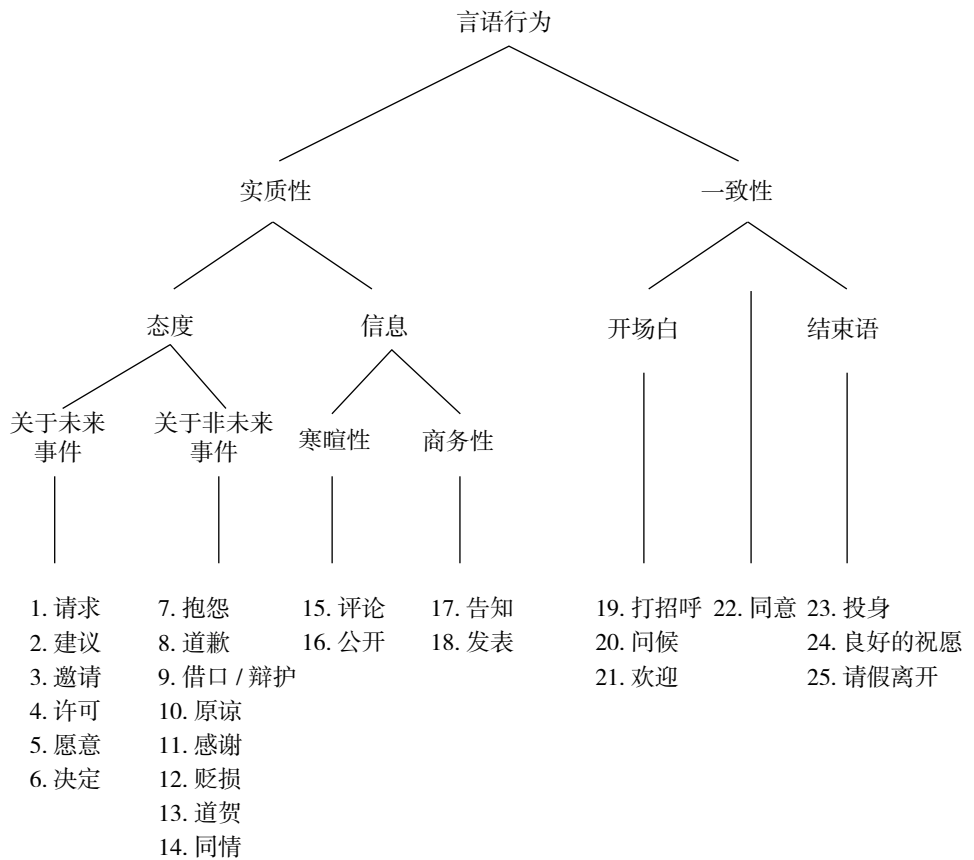 言语行为
实质性
一致性
态度
信息
开场白
结束语
关于未来
事件
关于非未来
事件
寒暄性
商务性
1. 请求
2. 建议
3. 邀请
4. 许可
5. 愿意
6. 决定
7. 抱怨
8. 道歉
9. 借口 / 辩护
10. 原谅
11. 感谢
12. 贬损
13. 道贺
14. 同情
15. 评论
16. 公开
17. 告知
18. 发表
19. 打招呼
20. 问候
21. 欢迎
22. 同意
23. 投身
24. 良好的祝愿
25. 请假离开